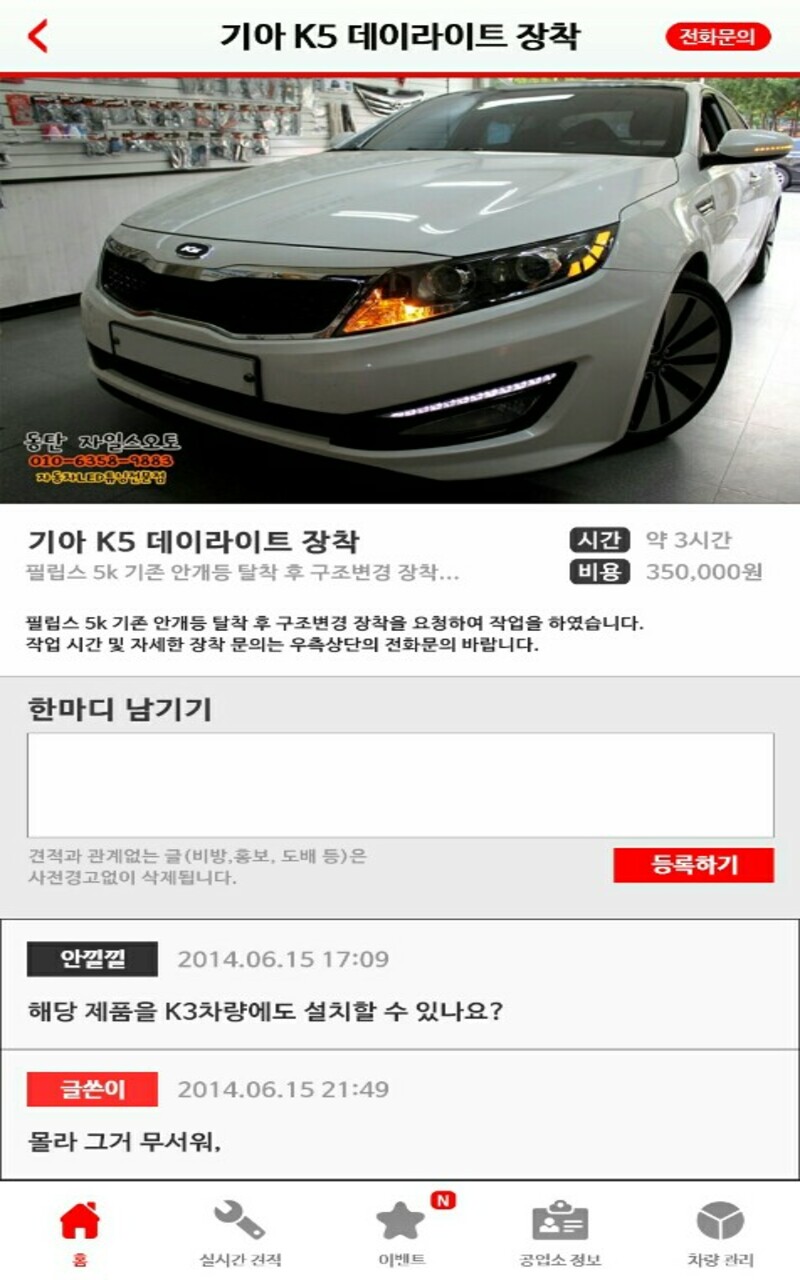 기아 K5 데이라이트 장착
전화문의
동탄 자일스오토
010-6358-9883
자동차LED튜닝전문점
기아 K5 데이라이트 장착
시간 약 3시간
필립스 5k 기존 안개등 탈착 후 구조변경 장착...
비용 350,000원
필립스 5k 기존 안개등 탈착 후 구조변경 장착을 요청하여 작업을 하였습니다.
작업 시간 및 자세한 장착 문의는 우측상단의 전화문의 바랍니다.
한마디 남기기
견적과 관계없는 글(비방,홍보, 도배 등)은
사전경고없이 삭제됩니다.
등록하기
안낄낄 2014.06.15 17:09
해당 제품을 K3차량에도 설치할 수 있나요?
글쓴이 2014.06.15 21:49
몰라 그거 무서워,
N
홈
실시간 견적
이벤트
공업소 정보
차량 관리